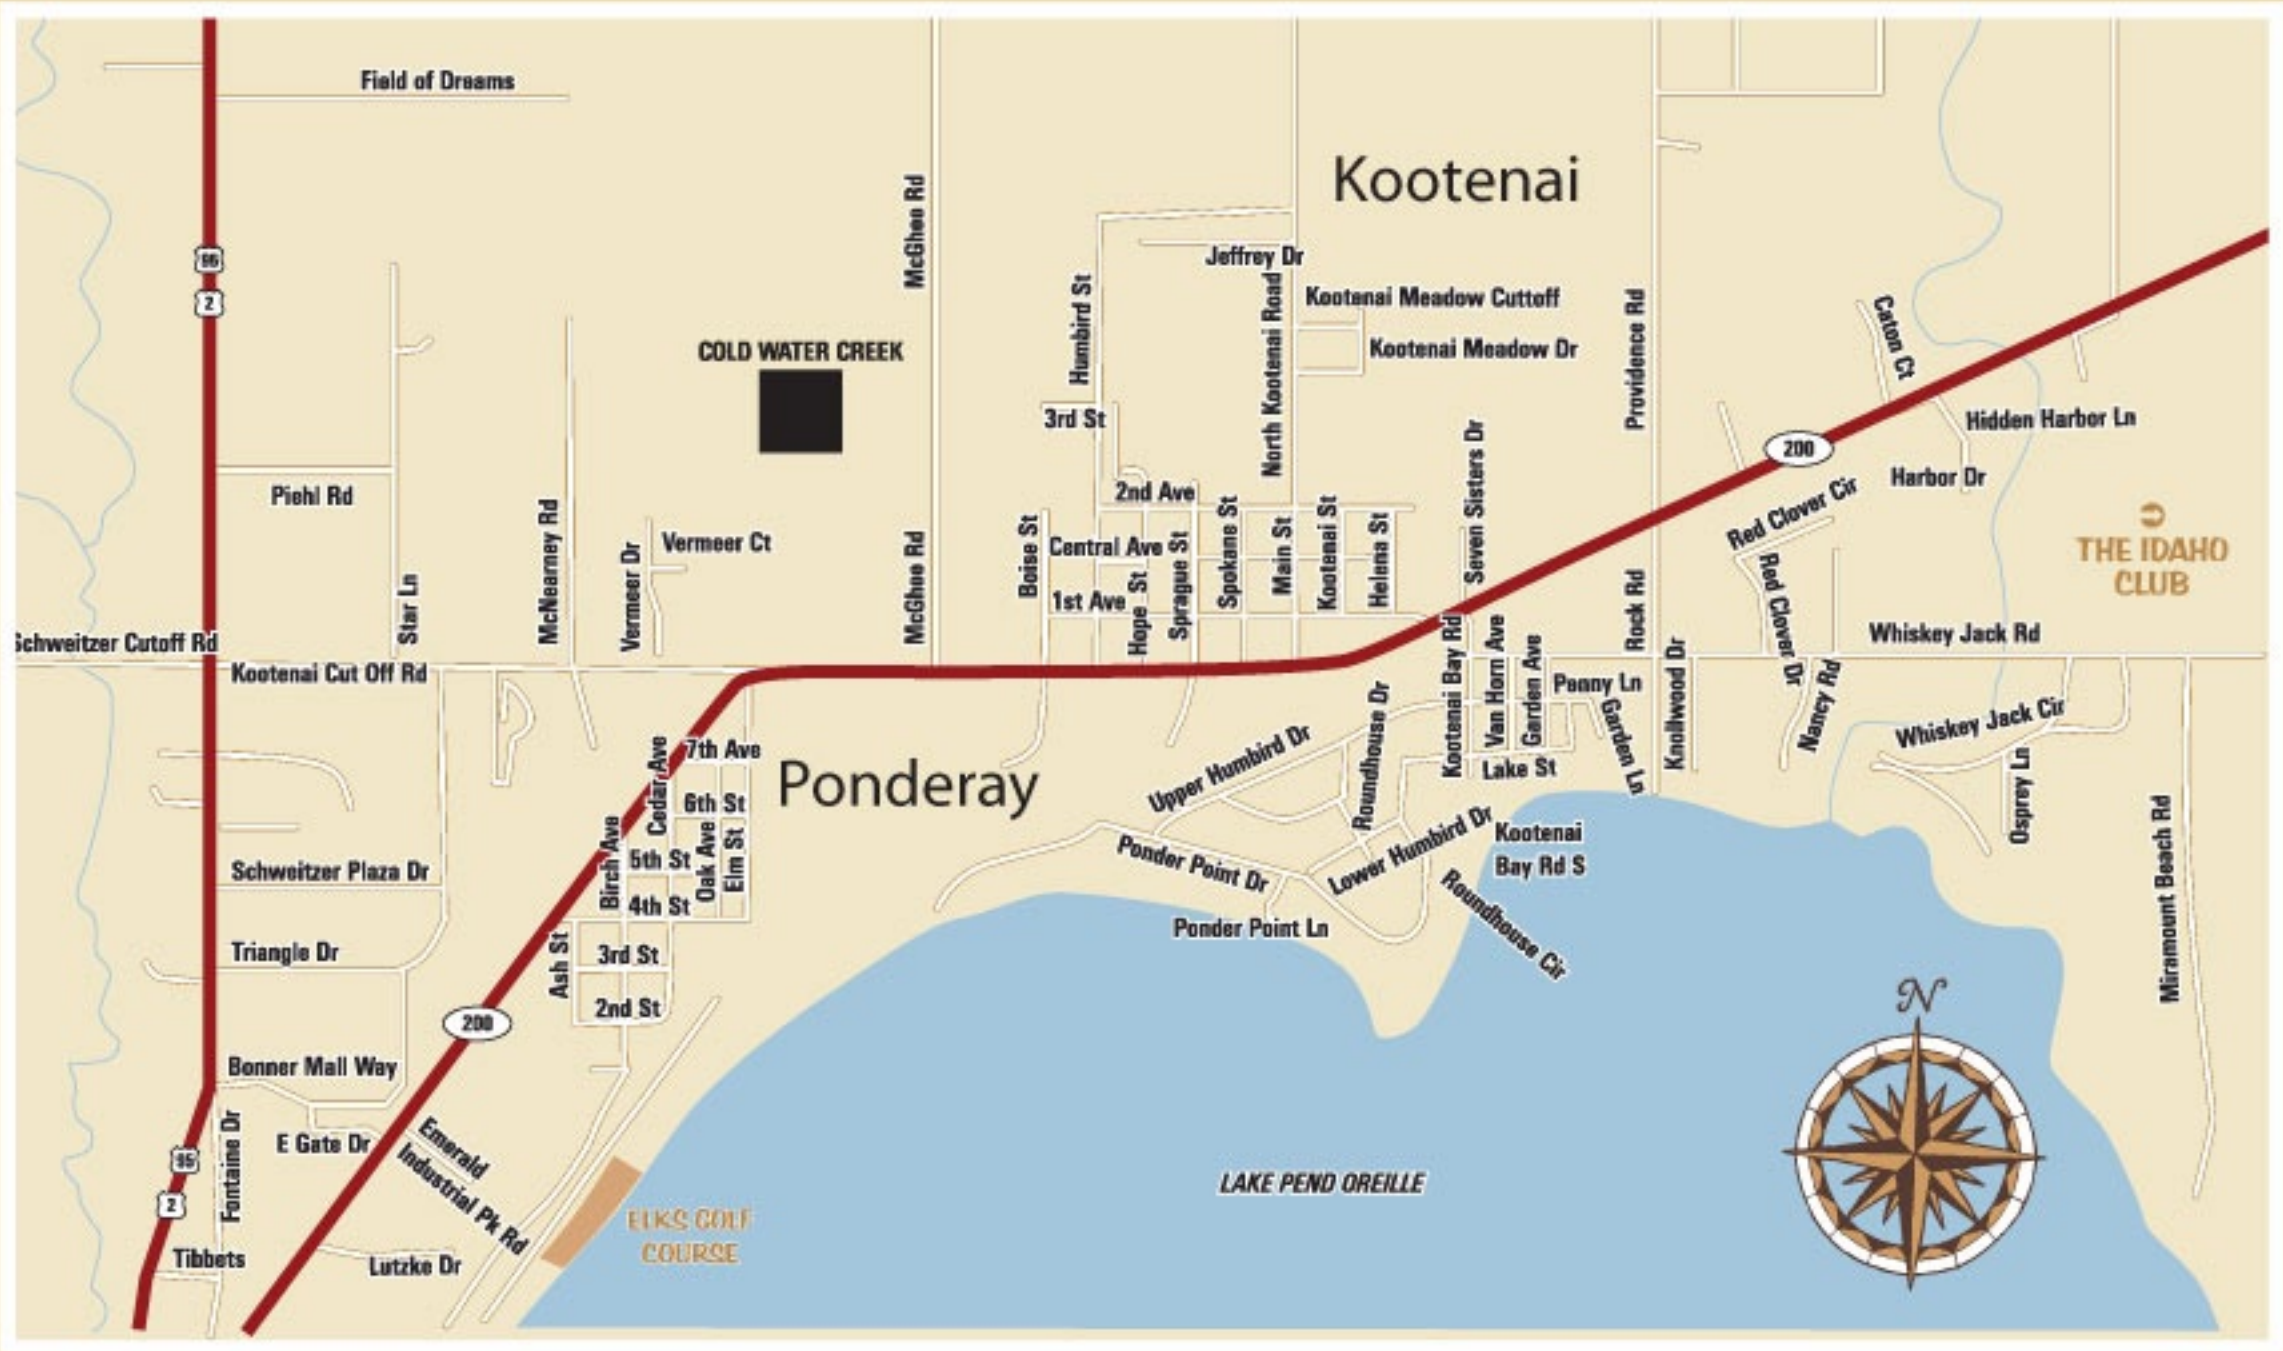 Field of Dreams
Kootenai
McGhee Rd
Jeffrey Dr
95
2
Humbird St
North Kootenai Road
Kootenai Meadow Cuttoff
Kootenai Meadow Dr
Providence Rd
Caton Ct
COLD WATER CREEK
3rd St
Hidden Harbor Ln
200
Harbor Dr
Piehl Rd
2nd Ave
Seven Sisters Dr
Red Clover Cir
McNearney Rd
Vermeer Dr
Vermeer Ct
McGhee Rd
Boise St
Central Ave
Hope St
Sprague St
Spokane St
Main St
Kootenai St
Helena St
THE IDAHO
CLUB
Star Ln
1st Ave
Rock Rd
Red Clover Dr
Schweitzer Cutoff Rd
Kootenai Cut Off Rd
Whiskey Jack Rd
Kootenai Bay Rd
Van Horn Ave
Garden Ave
Penny Ln
Garden Ln
Knollwood Dr
Nancy Rd
Whiskey Jack Cir
Cedar Ave
7th Ave
Ponderay
Upper Humbird Dr
Roundhouse Dr
Lake St
Osprey Ln
Miramount Beach Rd
Birch Ave
6th St
Oak Ave
Elm St
5th St
4th St
Schweitzer Plaza Dr
Ponder Point Dr
Lower Humbird Dr
Kootenai
Bay Rd S
Roundhouse Cir
Ponder Point Ln
Triangle Dr
Ash St
3rd St
2nd St
200
N
Bonner Mall Way
Fontaine Dr
E Gate Dr
Emerald
Industrial Pk Rd
95
2
LAKE PEND OREILLE
ELKS GOLF
COURSE
Tibbets
Lutzke Dr